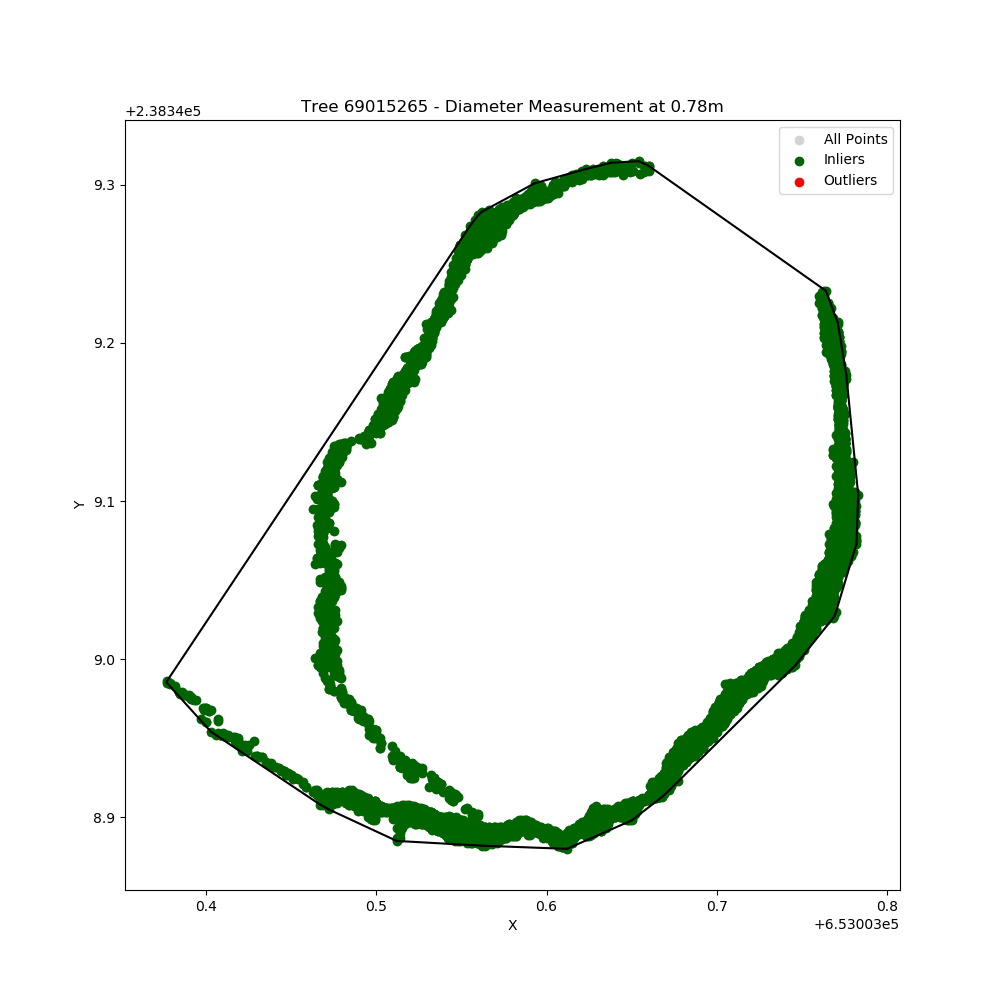 Tree 69015265 - Diameter Measurement at 0.78m
+2.3834e5
All Points
Inliers
Outliers
9.3
9.2
9.1
9.0
8.9
Y
0.4 0.5 0.6 0.7 0.8
X
+6.53003e5